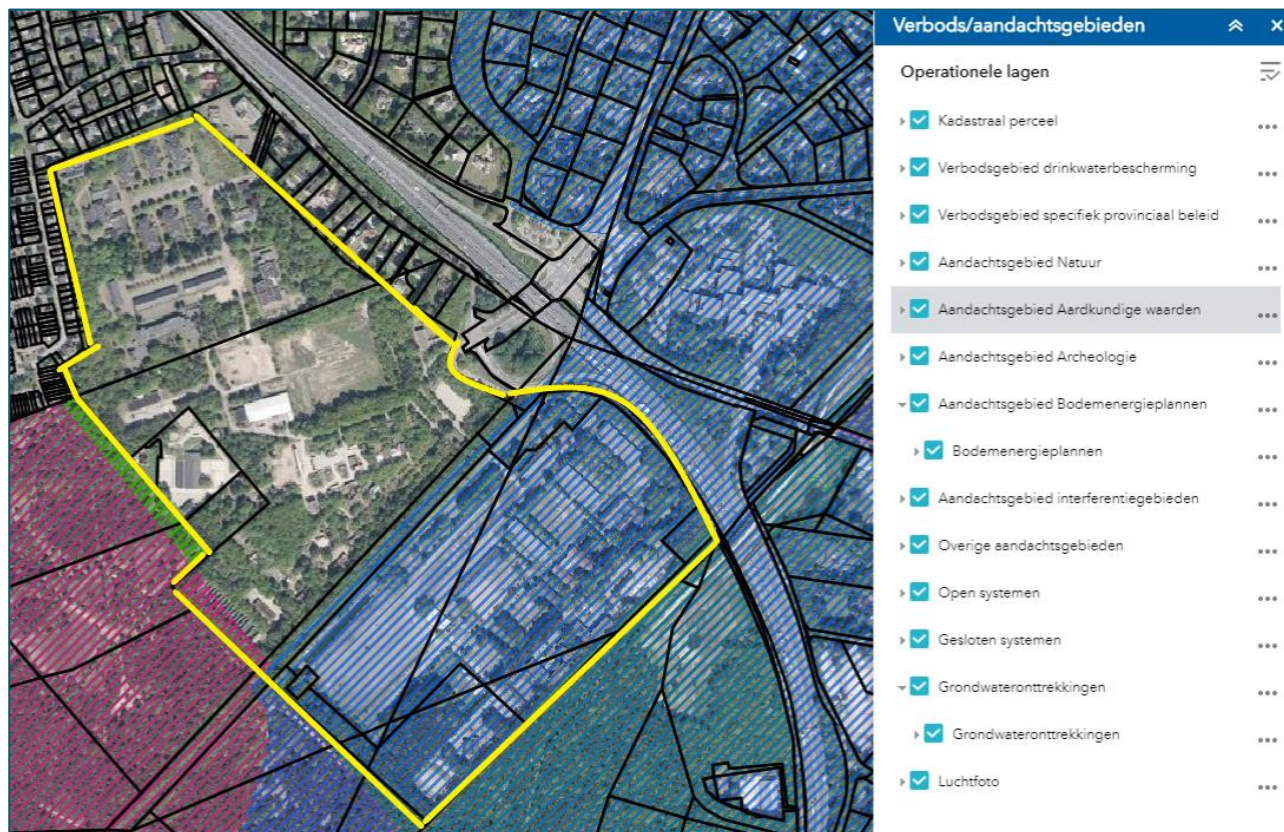 Verbods/aandachtsgebieden
Operationele lagen
Kadastraal perceel
Verbodsgebied drinkwaterbescherming
Verbodsgebied specifiek provinciaal beleid
Aandachtsgebied Natuur
Aandachtsgebied Aardkundige waarden
Aandachtsgebied Archeologie
Aandachtsgebied Bodemenergieplannen
Bodemenergieplannen
Aandachtsgebied interferentiegebieden
Overige aandachtsgebieden
Open systemen
Gesloten systemen
Grondwateronttrekkingen
Grondwateronttrekkingen
Luchtfoto